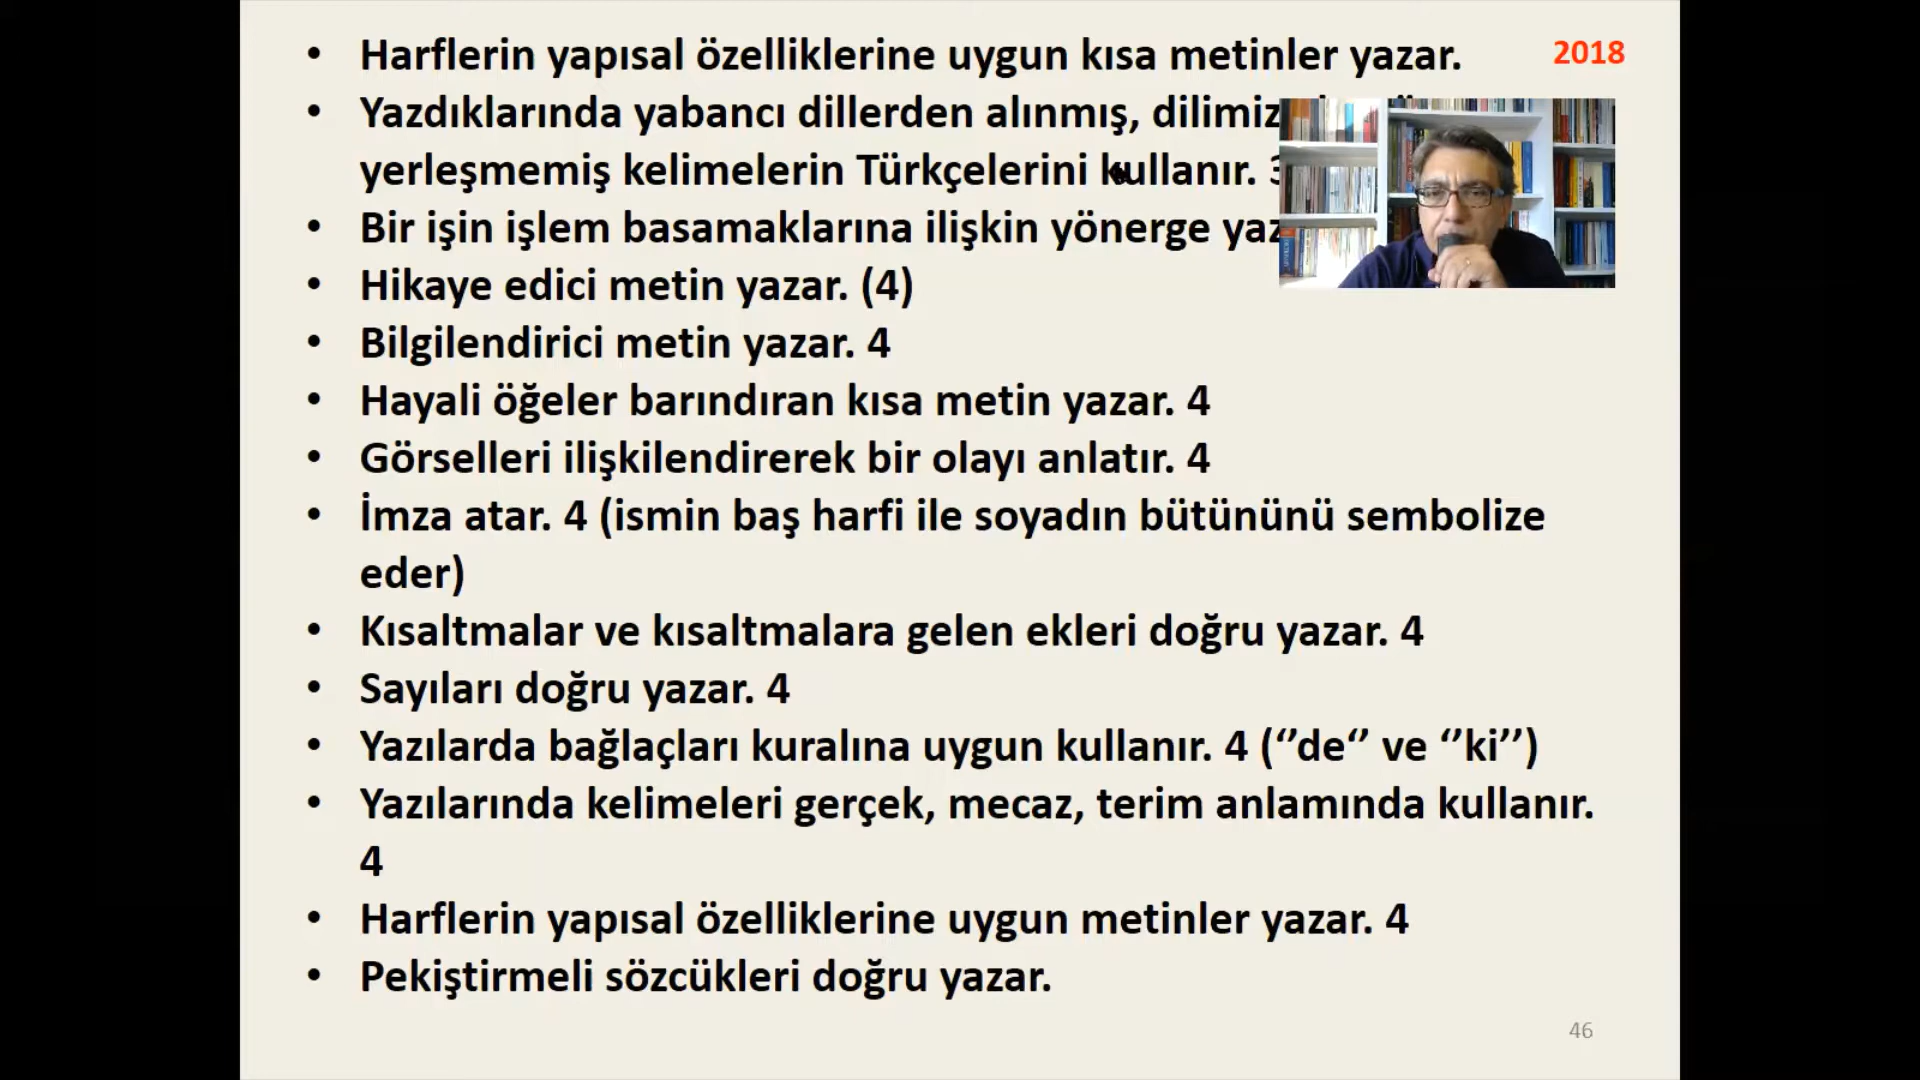 • Harflerin yapısal özelliklerine uygun kısa metinler yazar.
2018
• Yazdıklarında yabancı dillerden alınmış, dilimiz
yerleşmemiş kelimelerin Türkçelerini kullanır.
• Bir işin işlem basamaklarına ilişkin yönerge yaz
• Hikaye edici metin yazar. (4)
• Bilgilendirici metin yazar. 4
• Hayali öğeler barındıran kısa metin yazar. 4
• Görselleri ilişkilendirerek bir olayı anlatır. 4
• İmza atar. 4 (ismin baş harfi ile soyadın bütününü sembolize
eder)
• Kısaltmalar ve kısaltmalara gelen ekleri doğru yazar. 4
• Sayıları doğru yazar. 4
• Yazılarda bağlaçları kuralına uygun kullanır. 4 (‘’de‘’ ve ‘’ki’’)
• Yazılarında kelimeleri gerçek, mecaz, terim anlamında kullanır.
4
• Harflerin yapısal özelliklerine uygun metinler yazar. 4
• Pekiştirmeli sözcükleri doğru yazar.
46